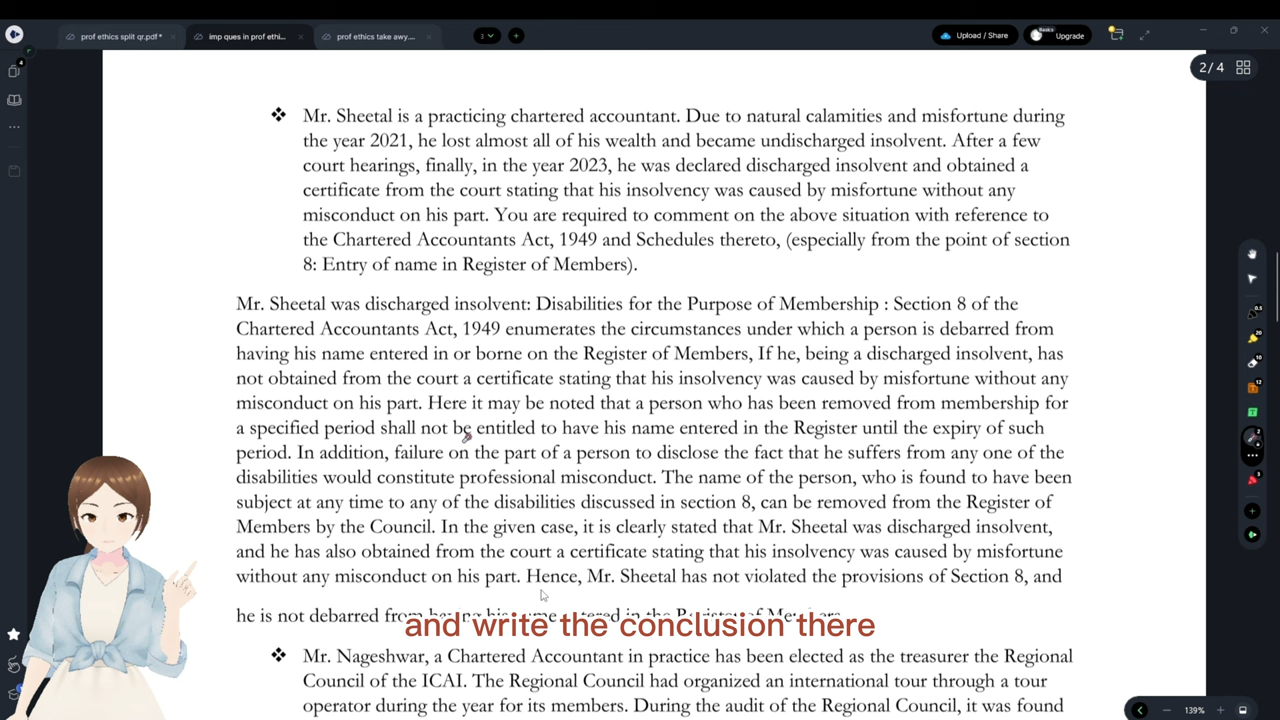 prof ethics split qr.pdf*
imp ques in prof ethi...
prof ethics take awy....
3
Upload / Share
Basics
Upgrade
4
2/4
❖ Mr. Sheetal is a practicing chartered accountant. Due to natural calamities and misfortune during
the year 2021, he lost almost all of his wealth and became undischarged insolvent. After a few
court hearings, finally, in the year 2023, he was declared discharged insolvent and obtained a
certificate from the court stating that his insolvency was caused by misfortune without any
misconduct on his part. You are required to comment on the above situation with reference to
the Chartered Accountants Act, 1949 and Schedules thereto, (especially from the point of section
8: Entry of name in Register of Members).
Mr. Sheetal was discharged insolvent: Disabilities for the Purpose of Membership : Section 8 of the
Chartered Accountants Act, 1949 enumerates the circumstances under which a person is debarred from
having his name entered in or borne on the Register of Members, If he, being a discharged insolvent, has
not obtained from the court a certificate stating that his insolvency was caused by misfortune without any
misconduct on his part. Here it may be noted that a person who has been removed from membership for
a specified period shall not be entitled to have his name entered in the Register until the expiry of such
period. In addition, failure on the part of a person to disclose the fact that he suffers from any one of the
disabilities would constitute professional misconduct. The name of the person, who is found to have been
subject at any time to any of the disabilities discussed in section 8, can be removed from the Register of
Members by the Council. In the given case, it is clearly stated that Mr. Sheetal was discharged insolvent,
and he has also obtained from the court a certificate stating that his insolvency was caused by misfortune
without any misconduct on his part. Hence, Mr. Sheetal has not violated the provisions of Section 8, and
he is not debarred from having his name entered in the Register of Members.
and write the conclusion there
❖ Mr. Nageshwar, a Chartered Accountant in practice has been elected as the treasurer the Regional
Council of the ICAI. The Regional Council had organized an international tour through a tour
operator during the year for its members. During the audit of the Regional Council, it was found
139%